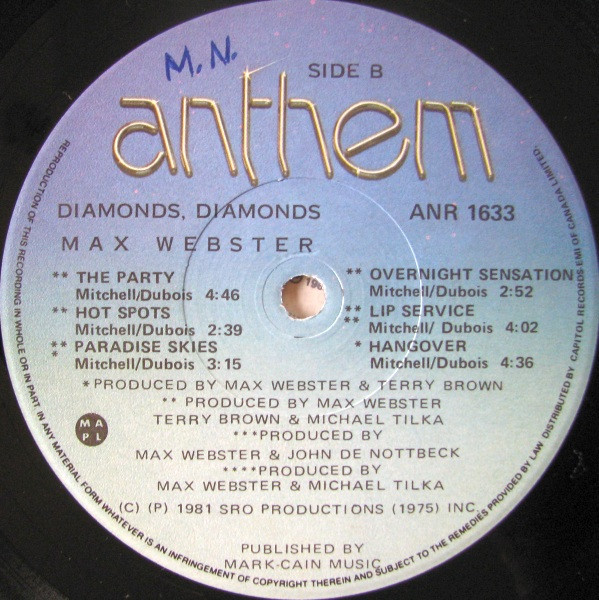 M.N.
SIDE B
anthem
DIAMONDS, DIAMONDS
ANR 1633
MAX WEBSTER
** THE PARTY
Mitchell/Dubois 4:46
** HOT SPOTS
Mitchell/Dubois 2:39
** PARADISE SKIES
*
Mitchell/Dubois 3:15
** OVERNIGHT SENSATION
Mitchell/Dubois 2:52
** LIP SERVICE
** Mitchell/ Dubois 4:02
* HANGOVER
Mitchell/Dubois 4:36
*PRODUCED BY MAX WEBSTER & TERRY BROWN
** PRODUCED BY MAX WEBSTER
TERRY BROWN & MICHAEL TILKA
***PRODUCED BY
MAX WEBSTER & JOHN DE NOTTBECK
****PRODUCED BY
MAX WEBSTER & MICHAEL TILKA
M A
P L
(C) (P) 1981 SRO PRODUCTIONS (1975) INC.
PUBLISHED BY
MARK-CAIN MUSIC
REPRODUCTION OF THIS RECORDING IN WHOLE OR IN PART IN ANY MATERIAL FORM WHATEVER IS AN INFRINGEMENT OF COPYRIGHT THEREIN AND SUBJECT TO THE REMEDIES PROVIDED BY LAW DISTRIBUTED BY CAPITOL RECORDS EMI OF CANADA LIMITED.